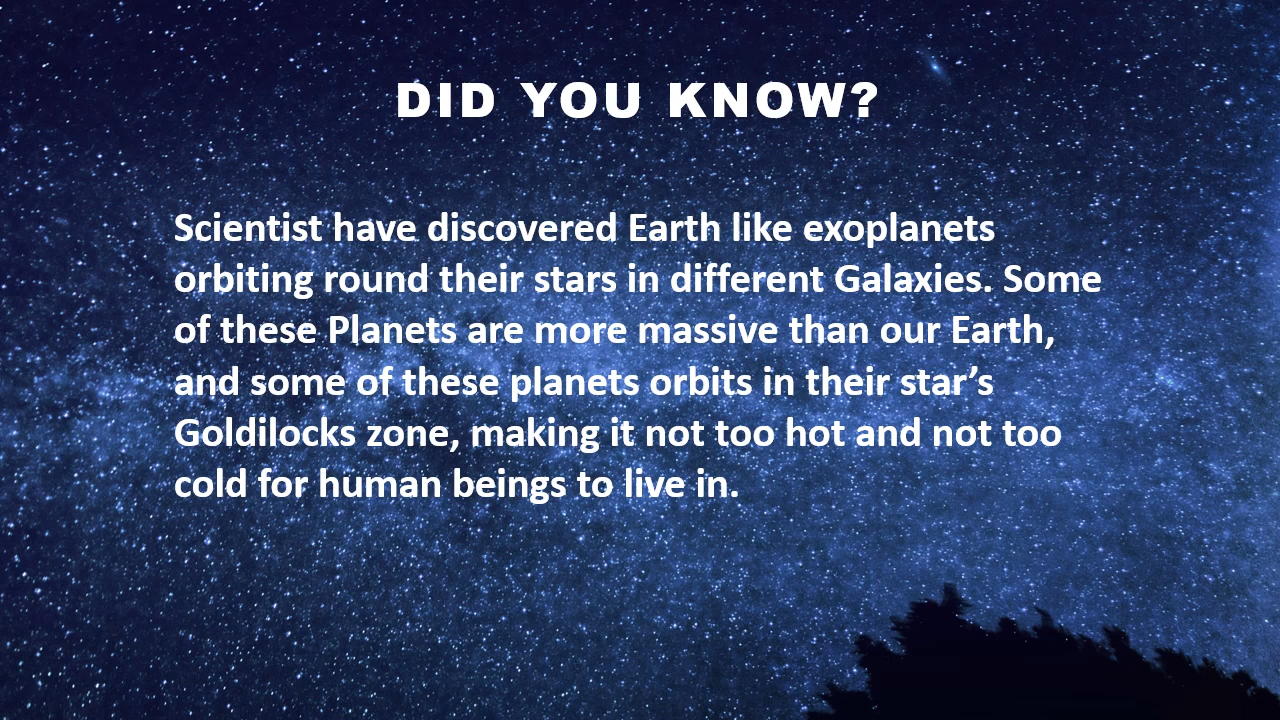 DID YOU KNOW?
Scientist have discovered Earth like exoplanets
orbiting round their stars in different Galaxies. Some
of these Planets are more massive than our Earth,
and some of these planets orbits in their star’s
Goldilocks zone, making it not too hot and not too
cold for human beings to live in.